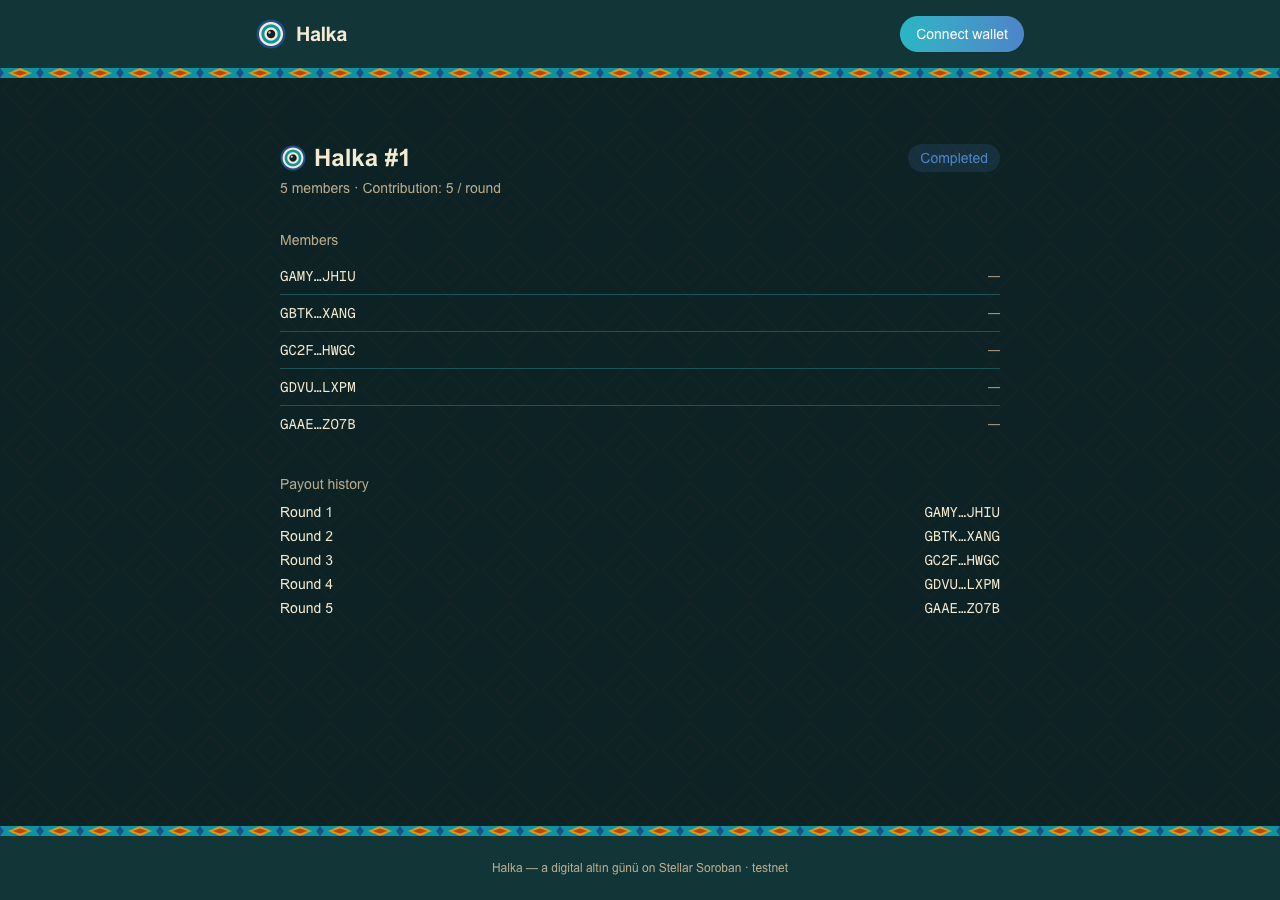 Halka
Connect wallet
Halka #1
Completed
5 members · Contribution: 5 / round
Members
GAMY…JHIU —
GBTK…XANG —
GC2F…HWGC —
GDVU…LXPM —
GAAE…ZO7B —
Payout history
Round 1 GAMY…JHIU
Round 2 GBTK…XANG
Round 3 GC2F…HWGC
Round 4 GDVU…LXPM
Round 5 GAAE…ZO7B
Halka — a digital altın günü on Stellar Soroban · testnet